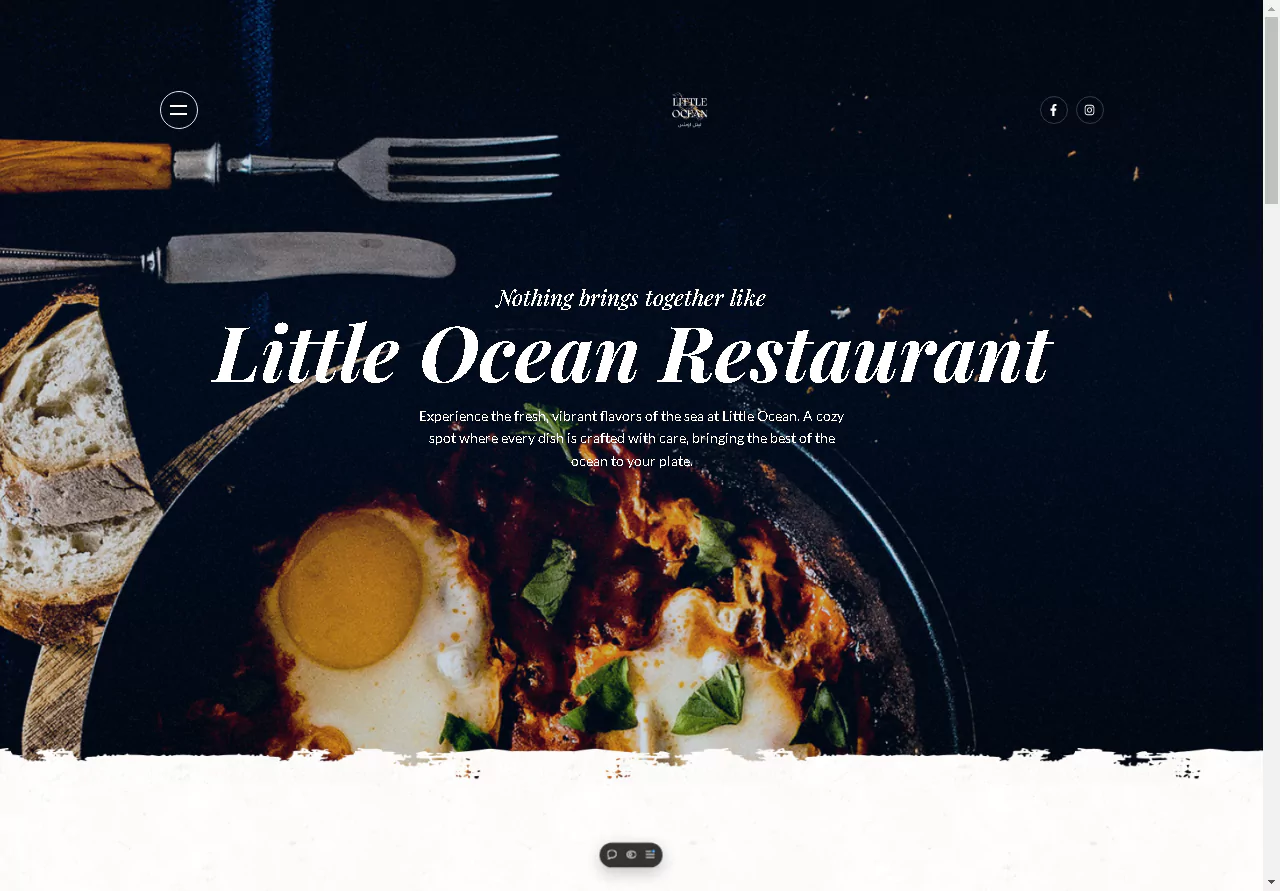 LITTLE
OCEAN
Nothing brings together like
Little Ocean Restaurant
Experience the fresh, vibrant flavors of the sea at Little Ocean. A cozy
spot where every dish is crafted with care, bringing the best of the
ocean to your plate.